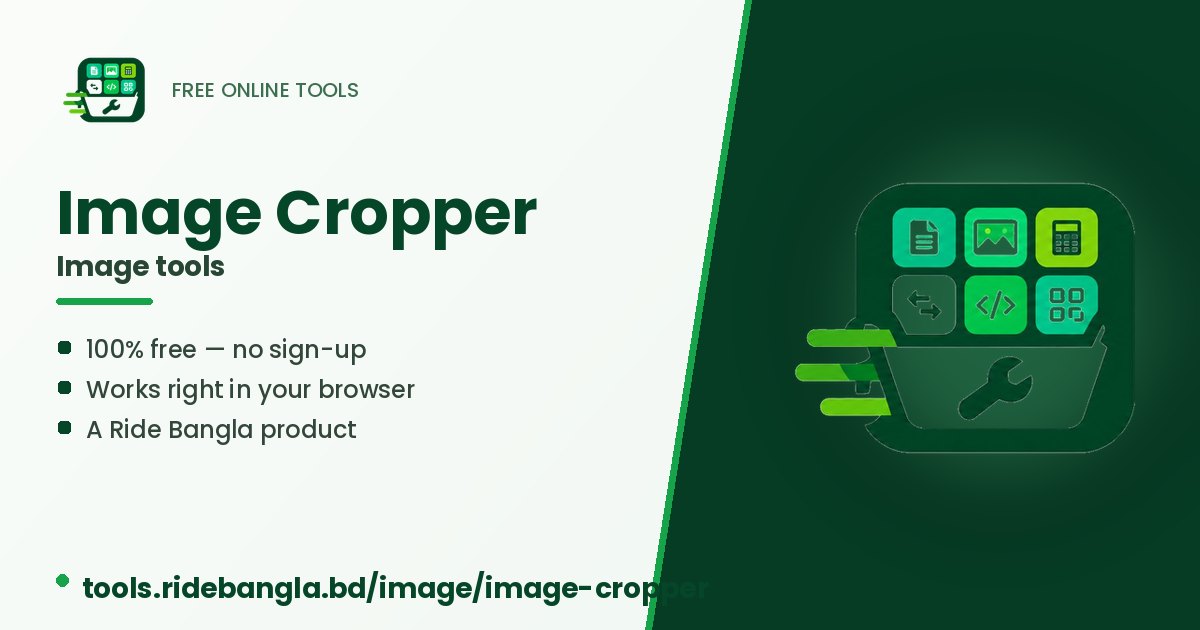 FREE ONLINE TOOLS
Image Cropper
Image tools
100% free — no sign-up
Works right in your browser
A Ride Bangla product
tools.ridebangla.bd/image/image-cropper